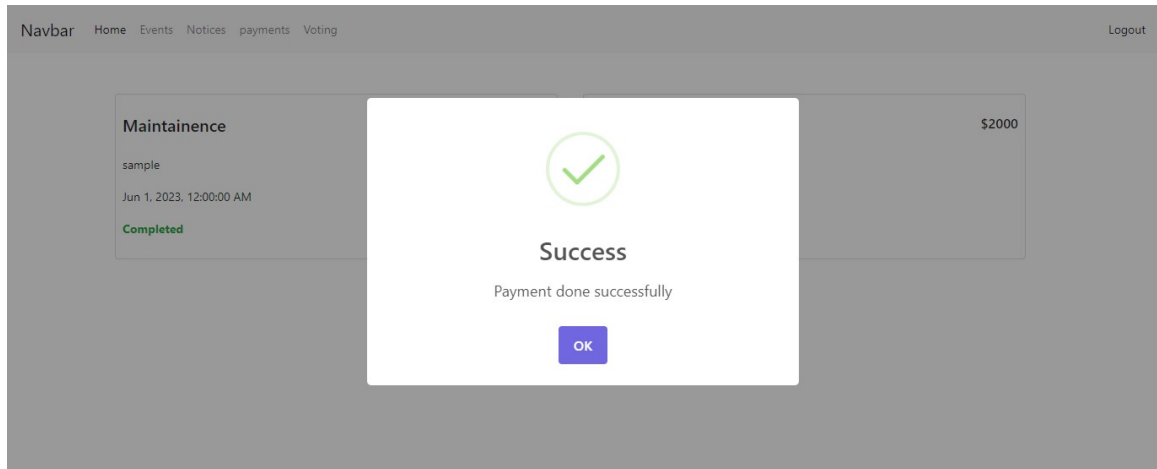 Navbar Home Events Notices payments Voting Logout
Maintainence
sample
Jun 1, 2023, 12:00:00 AM
Completed
$2000
Success
Payment done successfully
OK